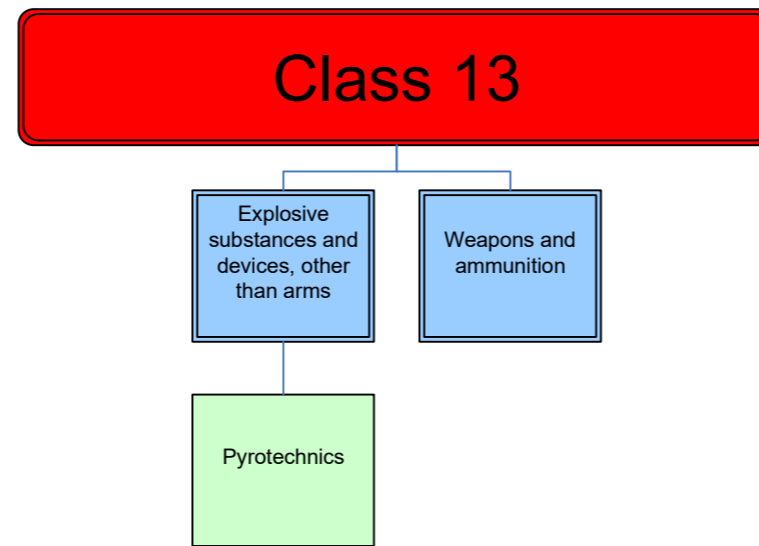 Class 13
Explosive
substances and
devices, other
than arms
Weapons and
ammunition
Pyrotechnics